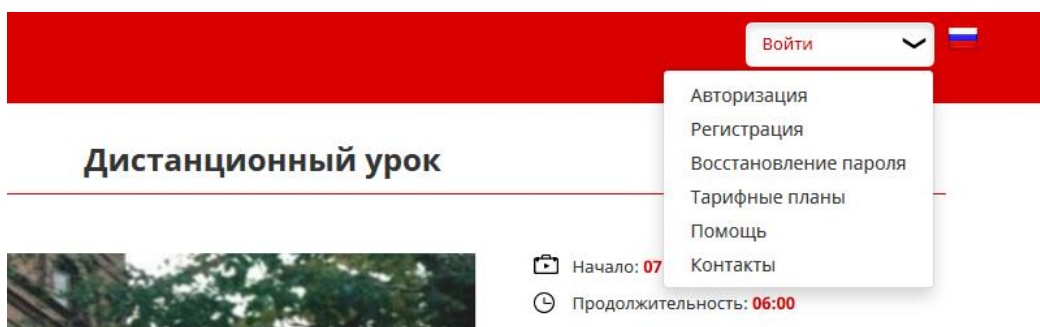 Войти
Авторизация
Регистрация
Дистанционный урок
Восстановление пароля
Тарифные планы
Помощь
Начало: 07
Контакты
Продолжительность: 06:00